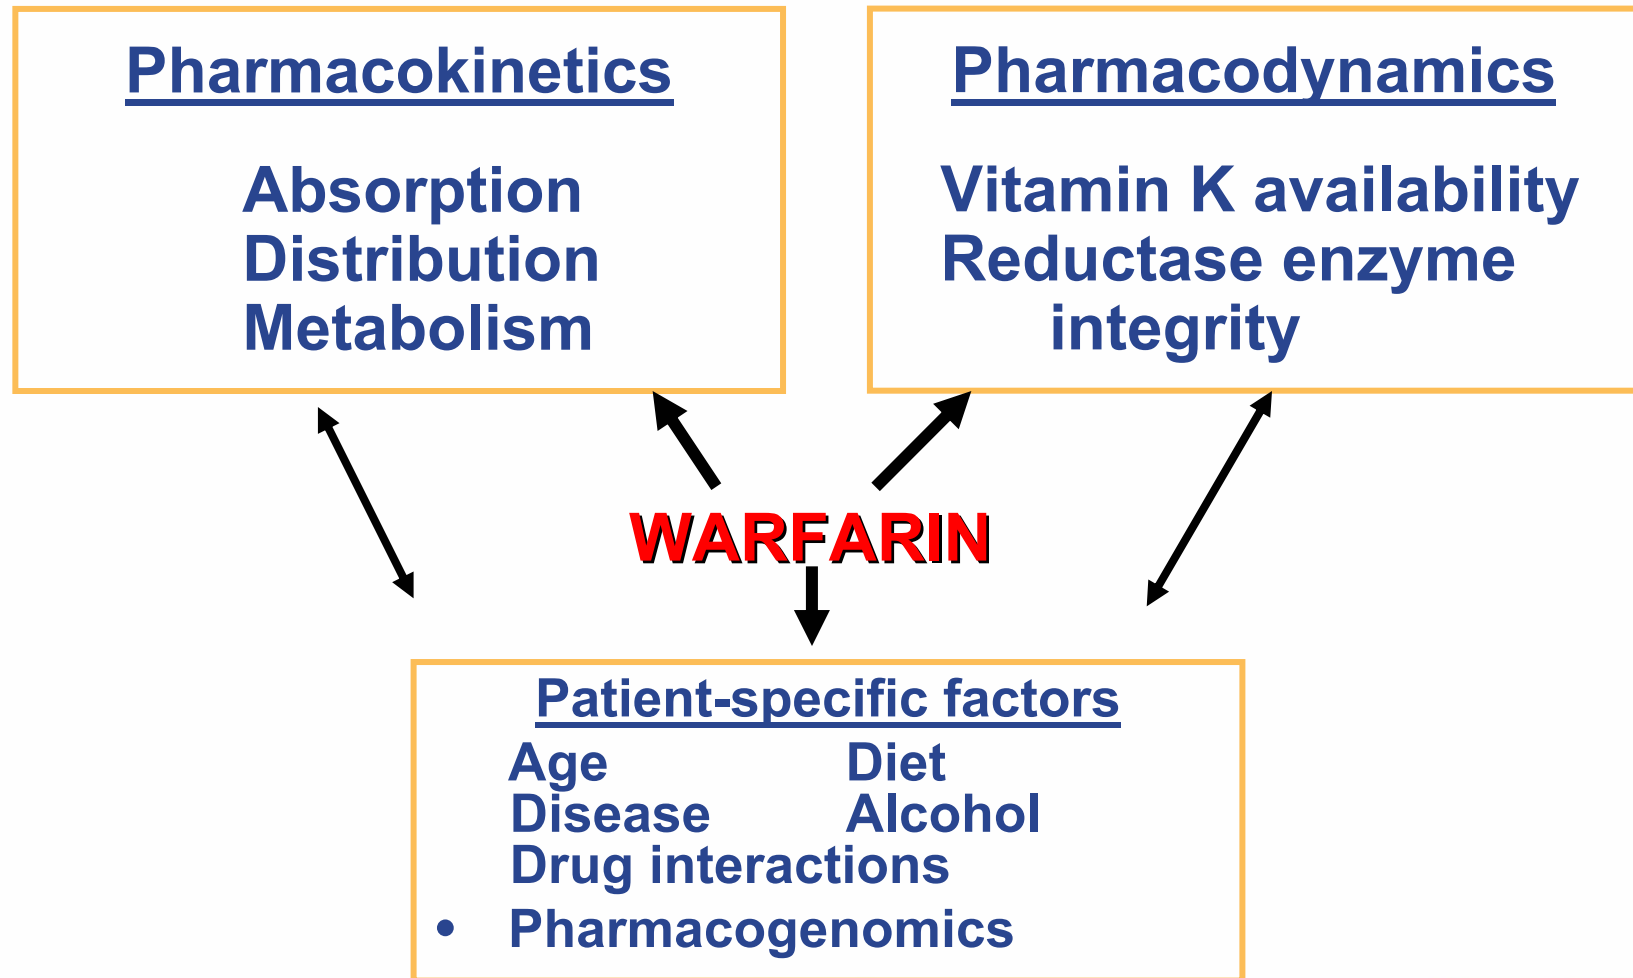 Pharmacokinetics
Absorption
Distribution
Metabolism
Pharmacodynamics
Vitamin K availability
Reductase enzyme
integrity
WARFARIN
Patient-specific factors
Age Diet
Disease Alcohol
Drug interactions
• Pharmacogenomics